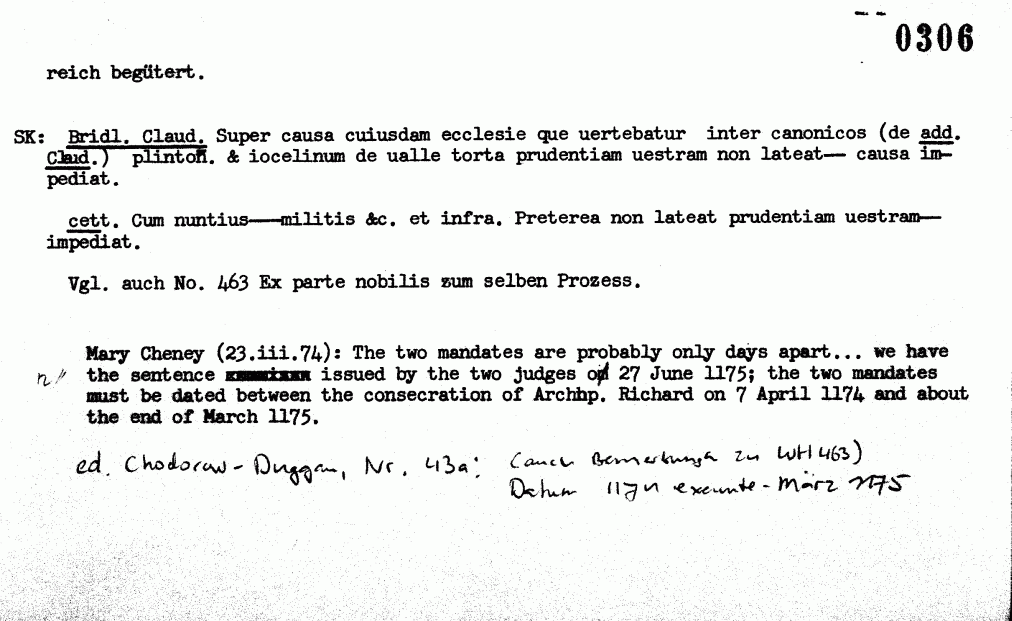 0306
reich begütert.
SK: Bridl. Claud. Super causa cuiusdam ecclesie que uertebatur inter canonicos (de add.
Claud.) plinton. & iocelinum de ualle torta prudentiam uestram non lateat— causa im-
pediat.
cett. Cum nuntius——militis &c. et infra. Preterea non lateat prudentiam uestram—
impediat.
Vgl. auch No. 463 Ex parte nobilis zum selben Prozess.
Mary Cheney (23.iii.74): The two mandates are probably only days apart... we have
n// the sentence issued by the two judges on 27 June 1175; the two mandates
must be dated between the consecration of Archbp. Richard on 7 April 1174 and about
the end of March 1175.
ed. Chodorow-Duggan, Nr. 43a: (auch Bemerkungen zu WH 463)
Datum 1174 exeunte - März 1175